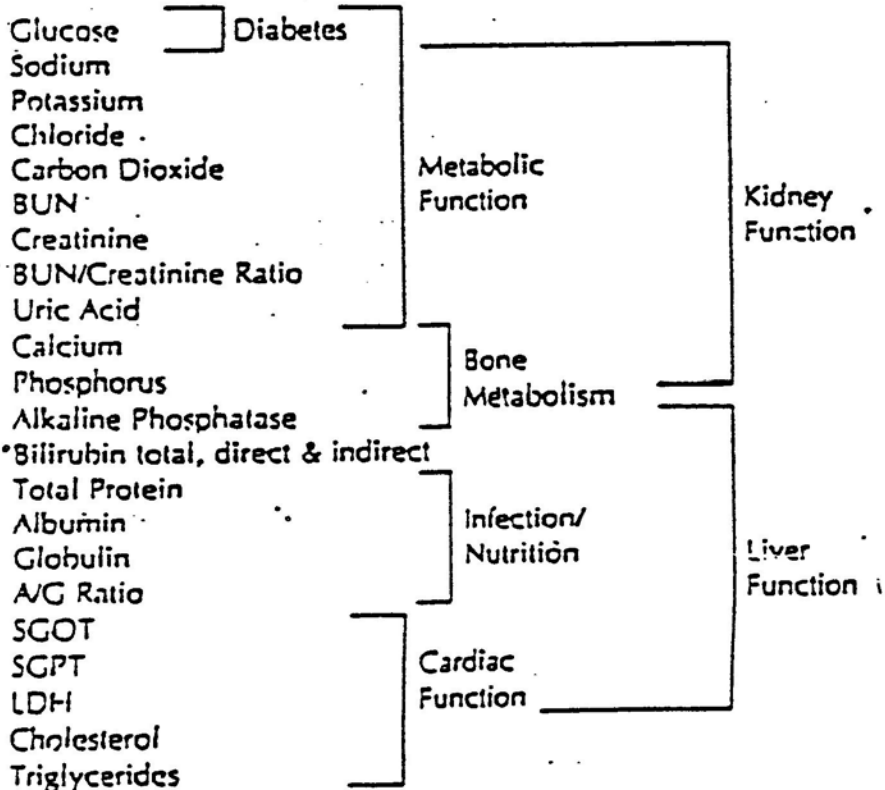 Glucose Diabetes
Sodium
Potassium
Chloride
Carbon Dioxide
Metabolic
Function
BUN
Creatinine
Kidney
Function
BUN/Creatinine Ratio
Uric Acid
Calcium
Phosphorus
Alkaline Phosphatase
Bone
Metabolism
Bilirubin total, direct & indirect
Total Protein
Albumin
Globulin
A/G Ratio
Infection/
Nutrition
Liver
Function
SGOT
SGPT
LDH
Cholesterol
Triglycerides
Cardiac
Function